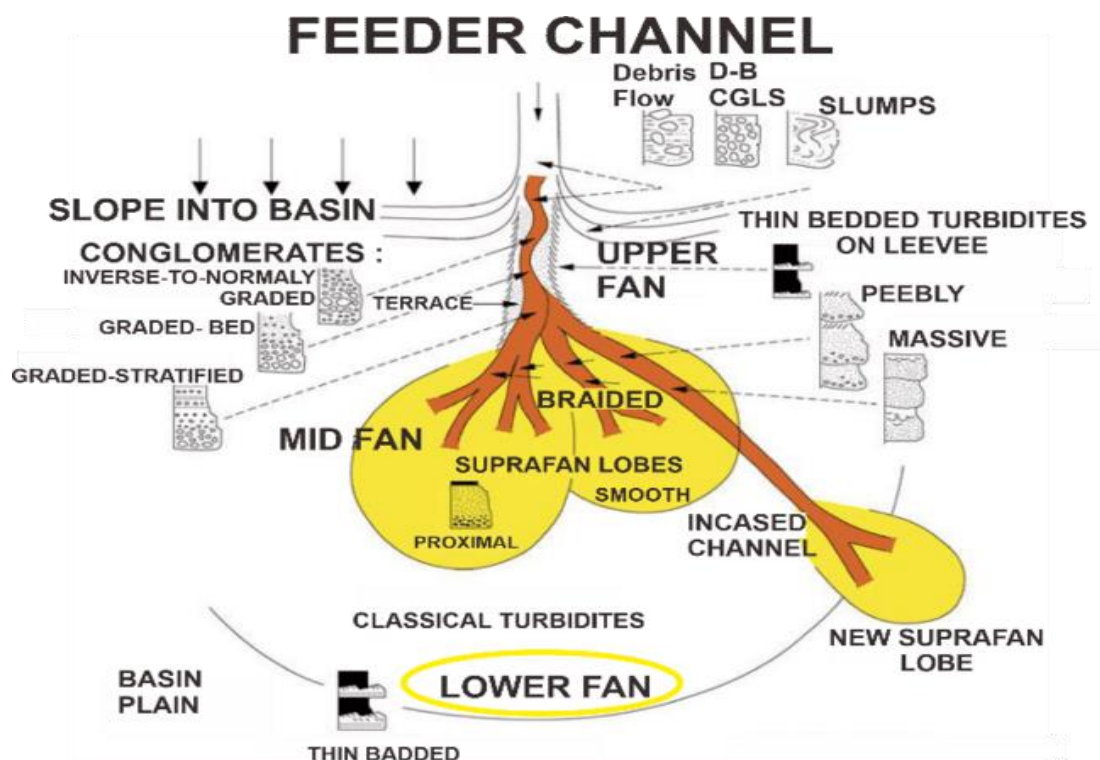 FEEDER CHANNEL
Debris
Flow
D-B
CGLS
SLUMPS
SLOPE INTO BASIN
CONGLOMERATES :
INVERSE-TO-NORMALY
GRADED
GRADED- BED
GRADED-STRATIFIED
TERRACE
UPPER
FAN
THIN BEDDED TURBIDITES
ON LEEVEE
PEEBLY
MASSIVE
BRAIDED
MID FAN
SUPRAFAN LOBES
SMOOTH
PROXIMAL
INCASED
CHANNEL
CLASSICAL TURBIDITES
NEW SUPRAFAN
LOBE
BASIN
PLAIN
LOWER FAN
THIN BADDED